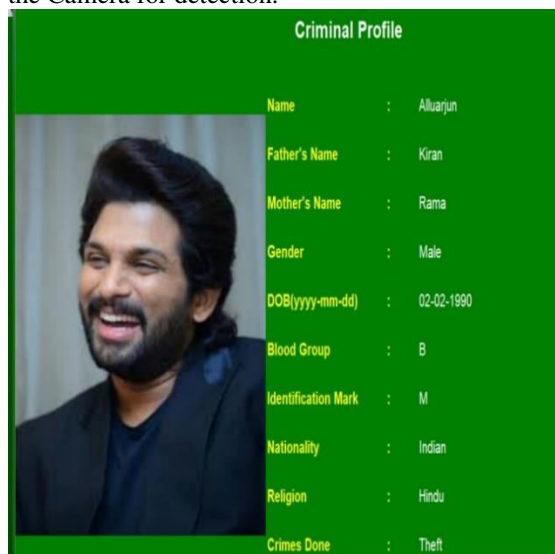 the Camera for detection.
Criminal Profile
Name : Alluarjun
Father's Name : Kiran
Mother's Name : Rama
Gender : Male
DOB(yyyy-mm-dd) : 02-02-1990
Blood Group : B
Identification Mark : M
Nationality : Indian
Religion : Hindu
Crimes Done : Theft